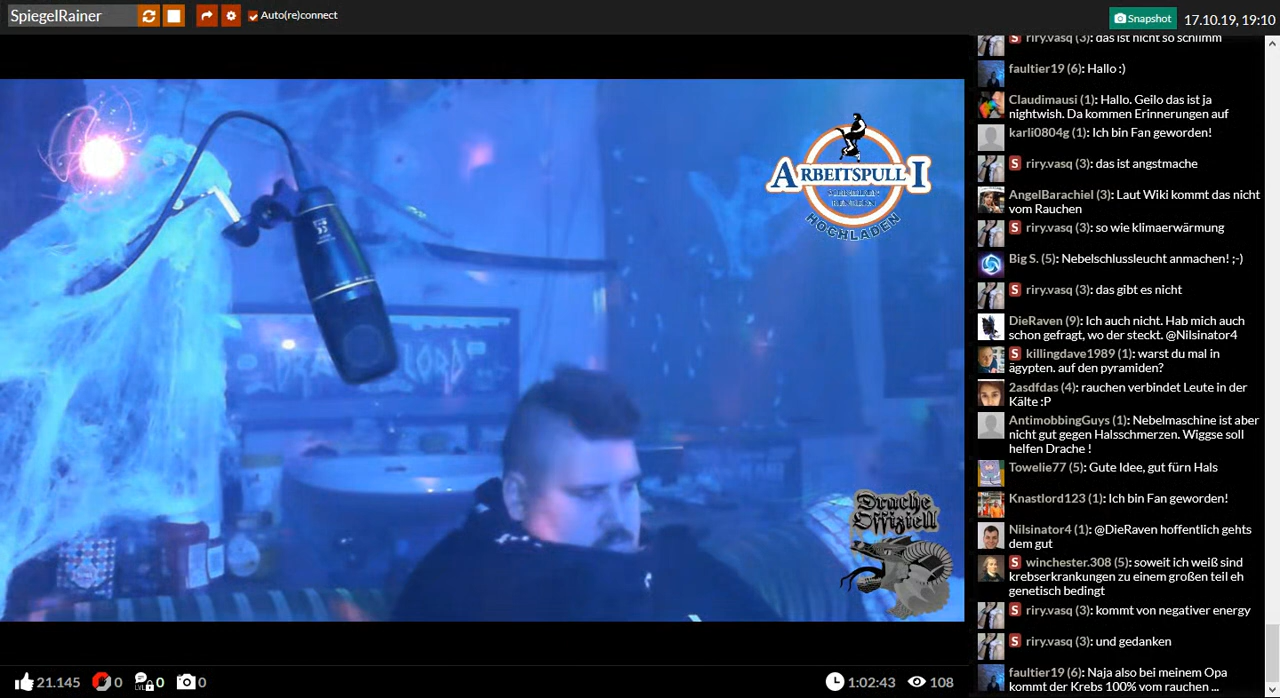 SpiegelRainer
Auto(re)connect
Snapshot
17.10.19, 19:10
ARBEITSPULLI
HOCHLADEN
Drache
Offiziell
S riry.vasq (3): das ist nicht so schlimm
faultier19 (6): Hallo :)
Claudimausi (1): Hallo. Geilo das ist ja
nightwish. Da kommen Erinnerungen auf
karli0804g (1): Ich bin Fan geworden!
S riry.vasq (3): das ist angstmache
AngelBarachiel (3): Laut Wiki kommt das nicht
vom Rauchen
S riry.vasq (3): so wie klimaerwärmung
Big S. (5): Nebelschlussleucht anmachen! ;-)
S riry.vasq (3): das gibt es nicht
DieRaven (9): Ich auch nicht. Hab mich auch
schon gefragt, wo der steckt. @Nilsinator4
S killingdave1989 (1): warst du mal in
ägypten. auf den pyramiden?
2asdfdas (4): rauchen verbindet Leute in der
Kälte :P
AntimobbingGuys (1): Nebelmaschine ist aber
nicht gut gegen Halsschmerzen. Wiggse soll
helfen Drache !
Towelie77 (5): Gute Idee, gut fürn Hals
Knastlord123 (1): Ich bin Fan geworden!
Nilsinator4 (1): @DieRaven hoffentlich gehts
dem gut
S winchester.308 (5): soweit ich weiß sind
krebserkrankungen zu einem großen teil eh
genetisch bedingt
S riry.vasq (3): kommt von negativer energy
S riry.vasq (3): und gedanken
faultier19 (6): Naja also bei meinem Opa
kommt der Krebs 100% vom rauchen ...
21.145
0
LVL 0
0
1:02:43
108